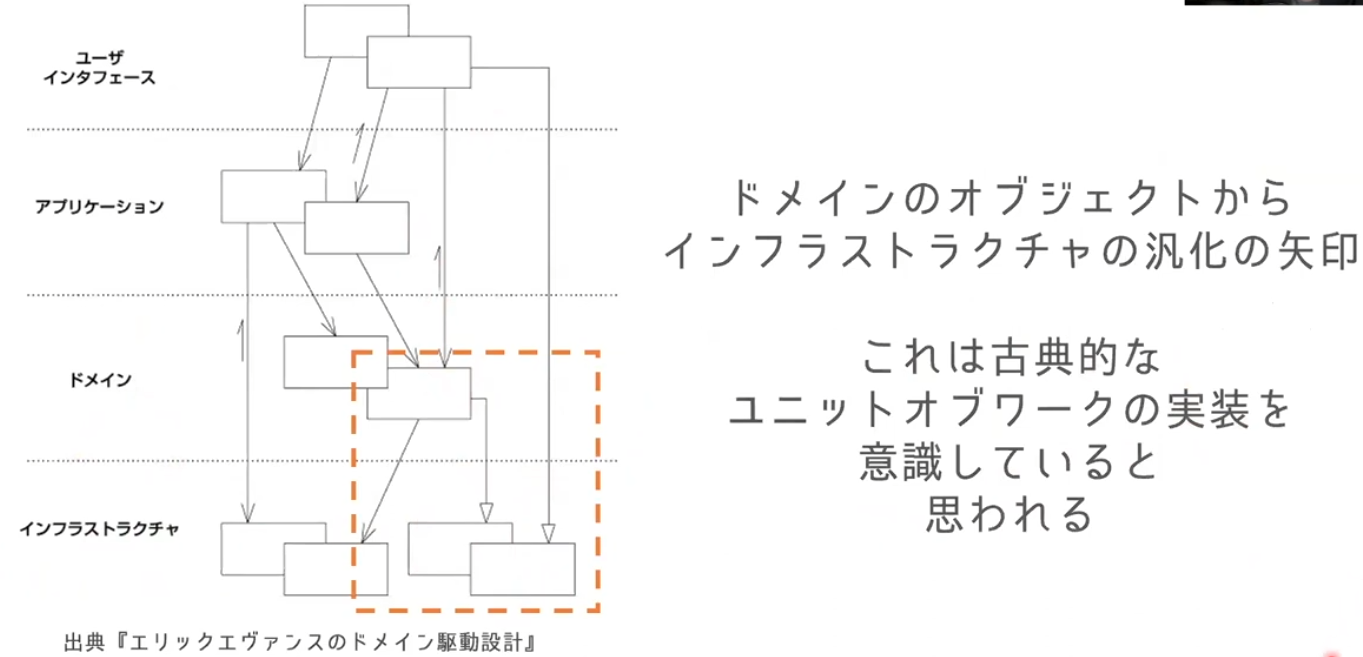 ユーザ
インタフェース
アプリケーション
ドメイン
インフラストラクチャ
出典『エリックエヴァンスのドメイン駆動設計』
ドメインのオブジェクトから
インフラストラクチャの汎化の矢印
これは古典的な
ユニットオブワークの実装を
意識していると
思われる